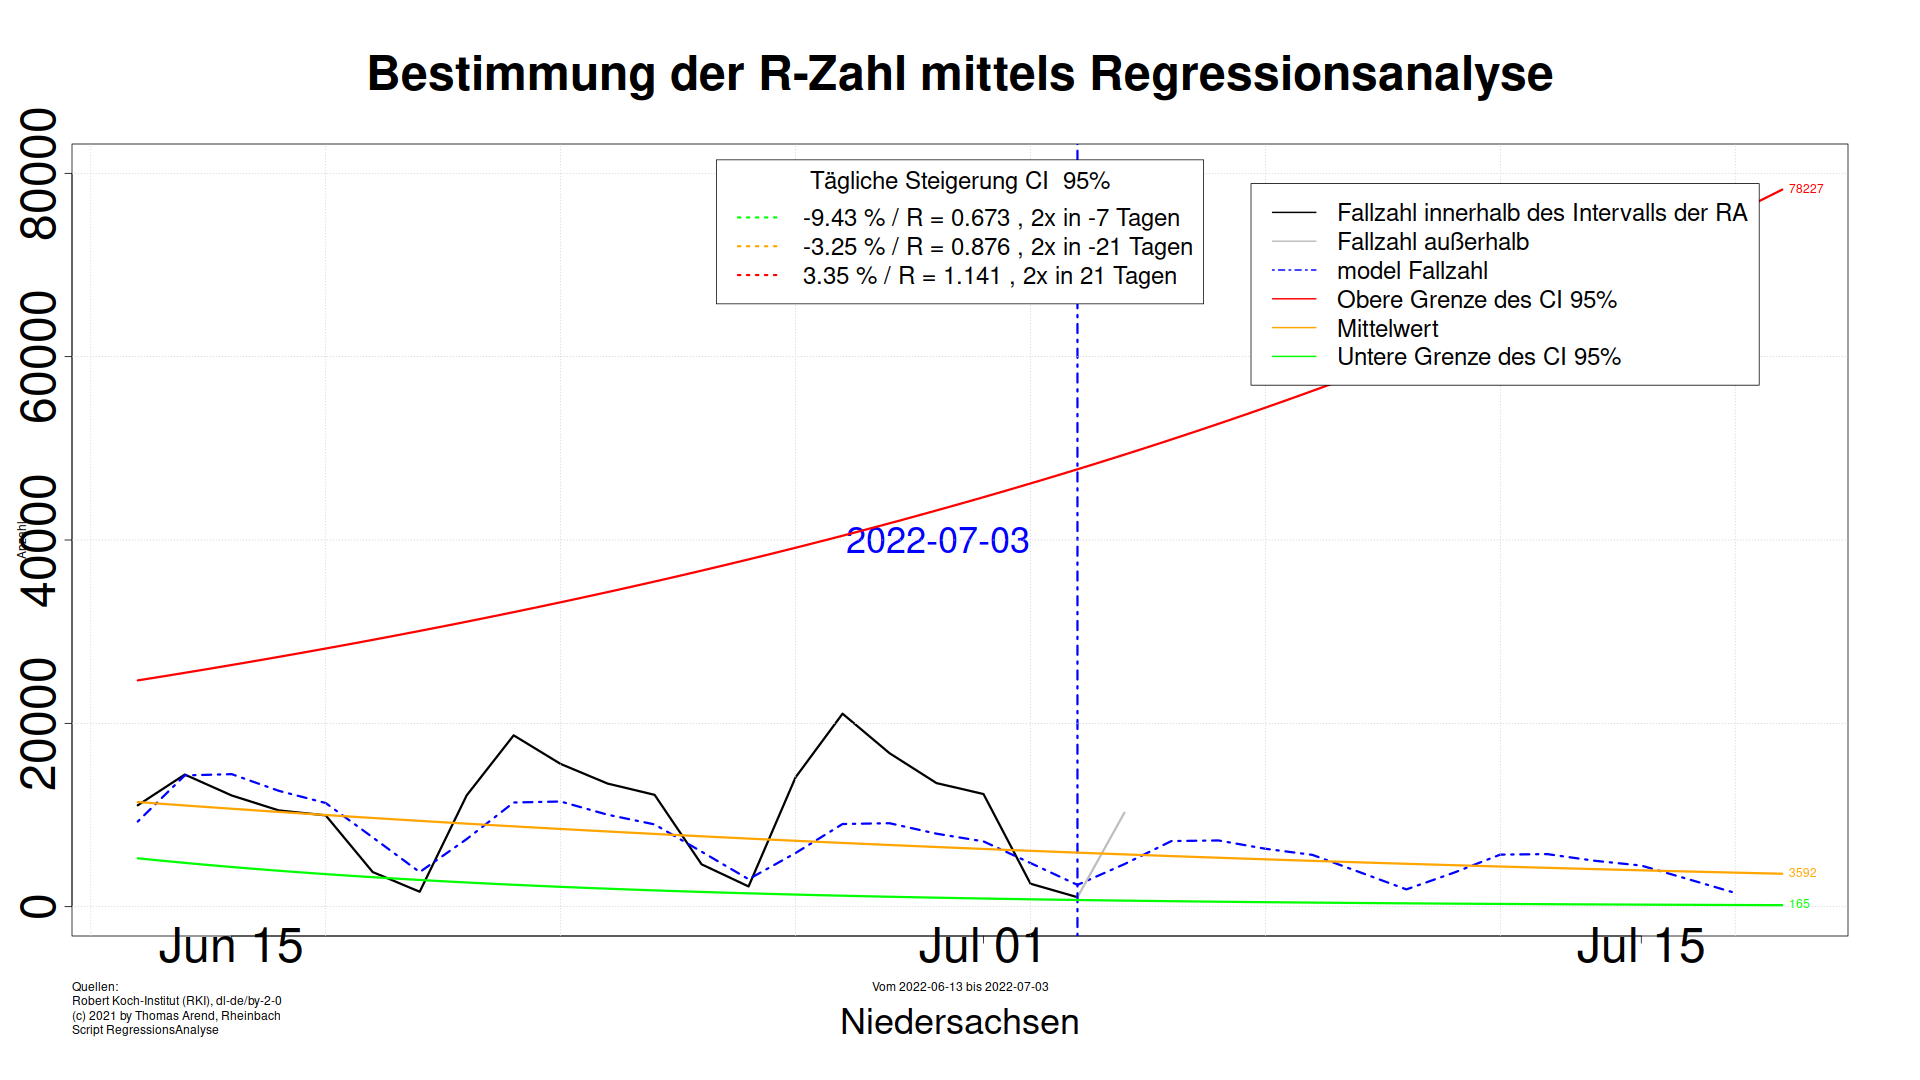 Bestimmung der R-Zahl mittels Regressionsanalyse
Anzahl
80000
60000
40000
20000
0
Tägliche Steigerung CI 95%
-9.43 % / R = 0.673 , 2x in -7 Tagen
-3.25 % / R = 0.876 , 2x in -21 Tagen
3.35 % / R = 1.141 , 2x in 21 Tagen
Fallzahl innerhalb des Intervalls der RA
Fallzahl außerhalb
model Fallzahl
Obere Grenze des CI 95%
Mittelwert
Untere Grenze des CI 95%
78227
2022-07-03
3592
165
Jun 15
Jul 01
Jul 15
Quellen:
Robert Koch-Institut (RKI), dl-de/by-2-0
(c) 2021 by Thomas Arend, Rheinbach
Script RegressionsAnalyse
Vom 2022-06-13 bis 2022-07-03
Niedersachsen